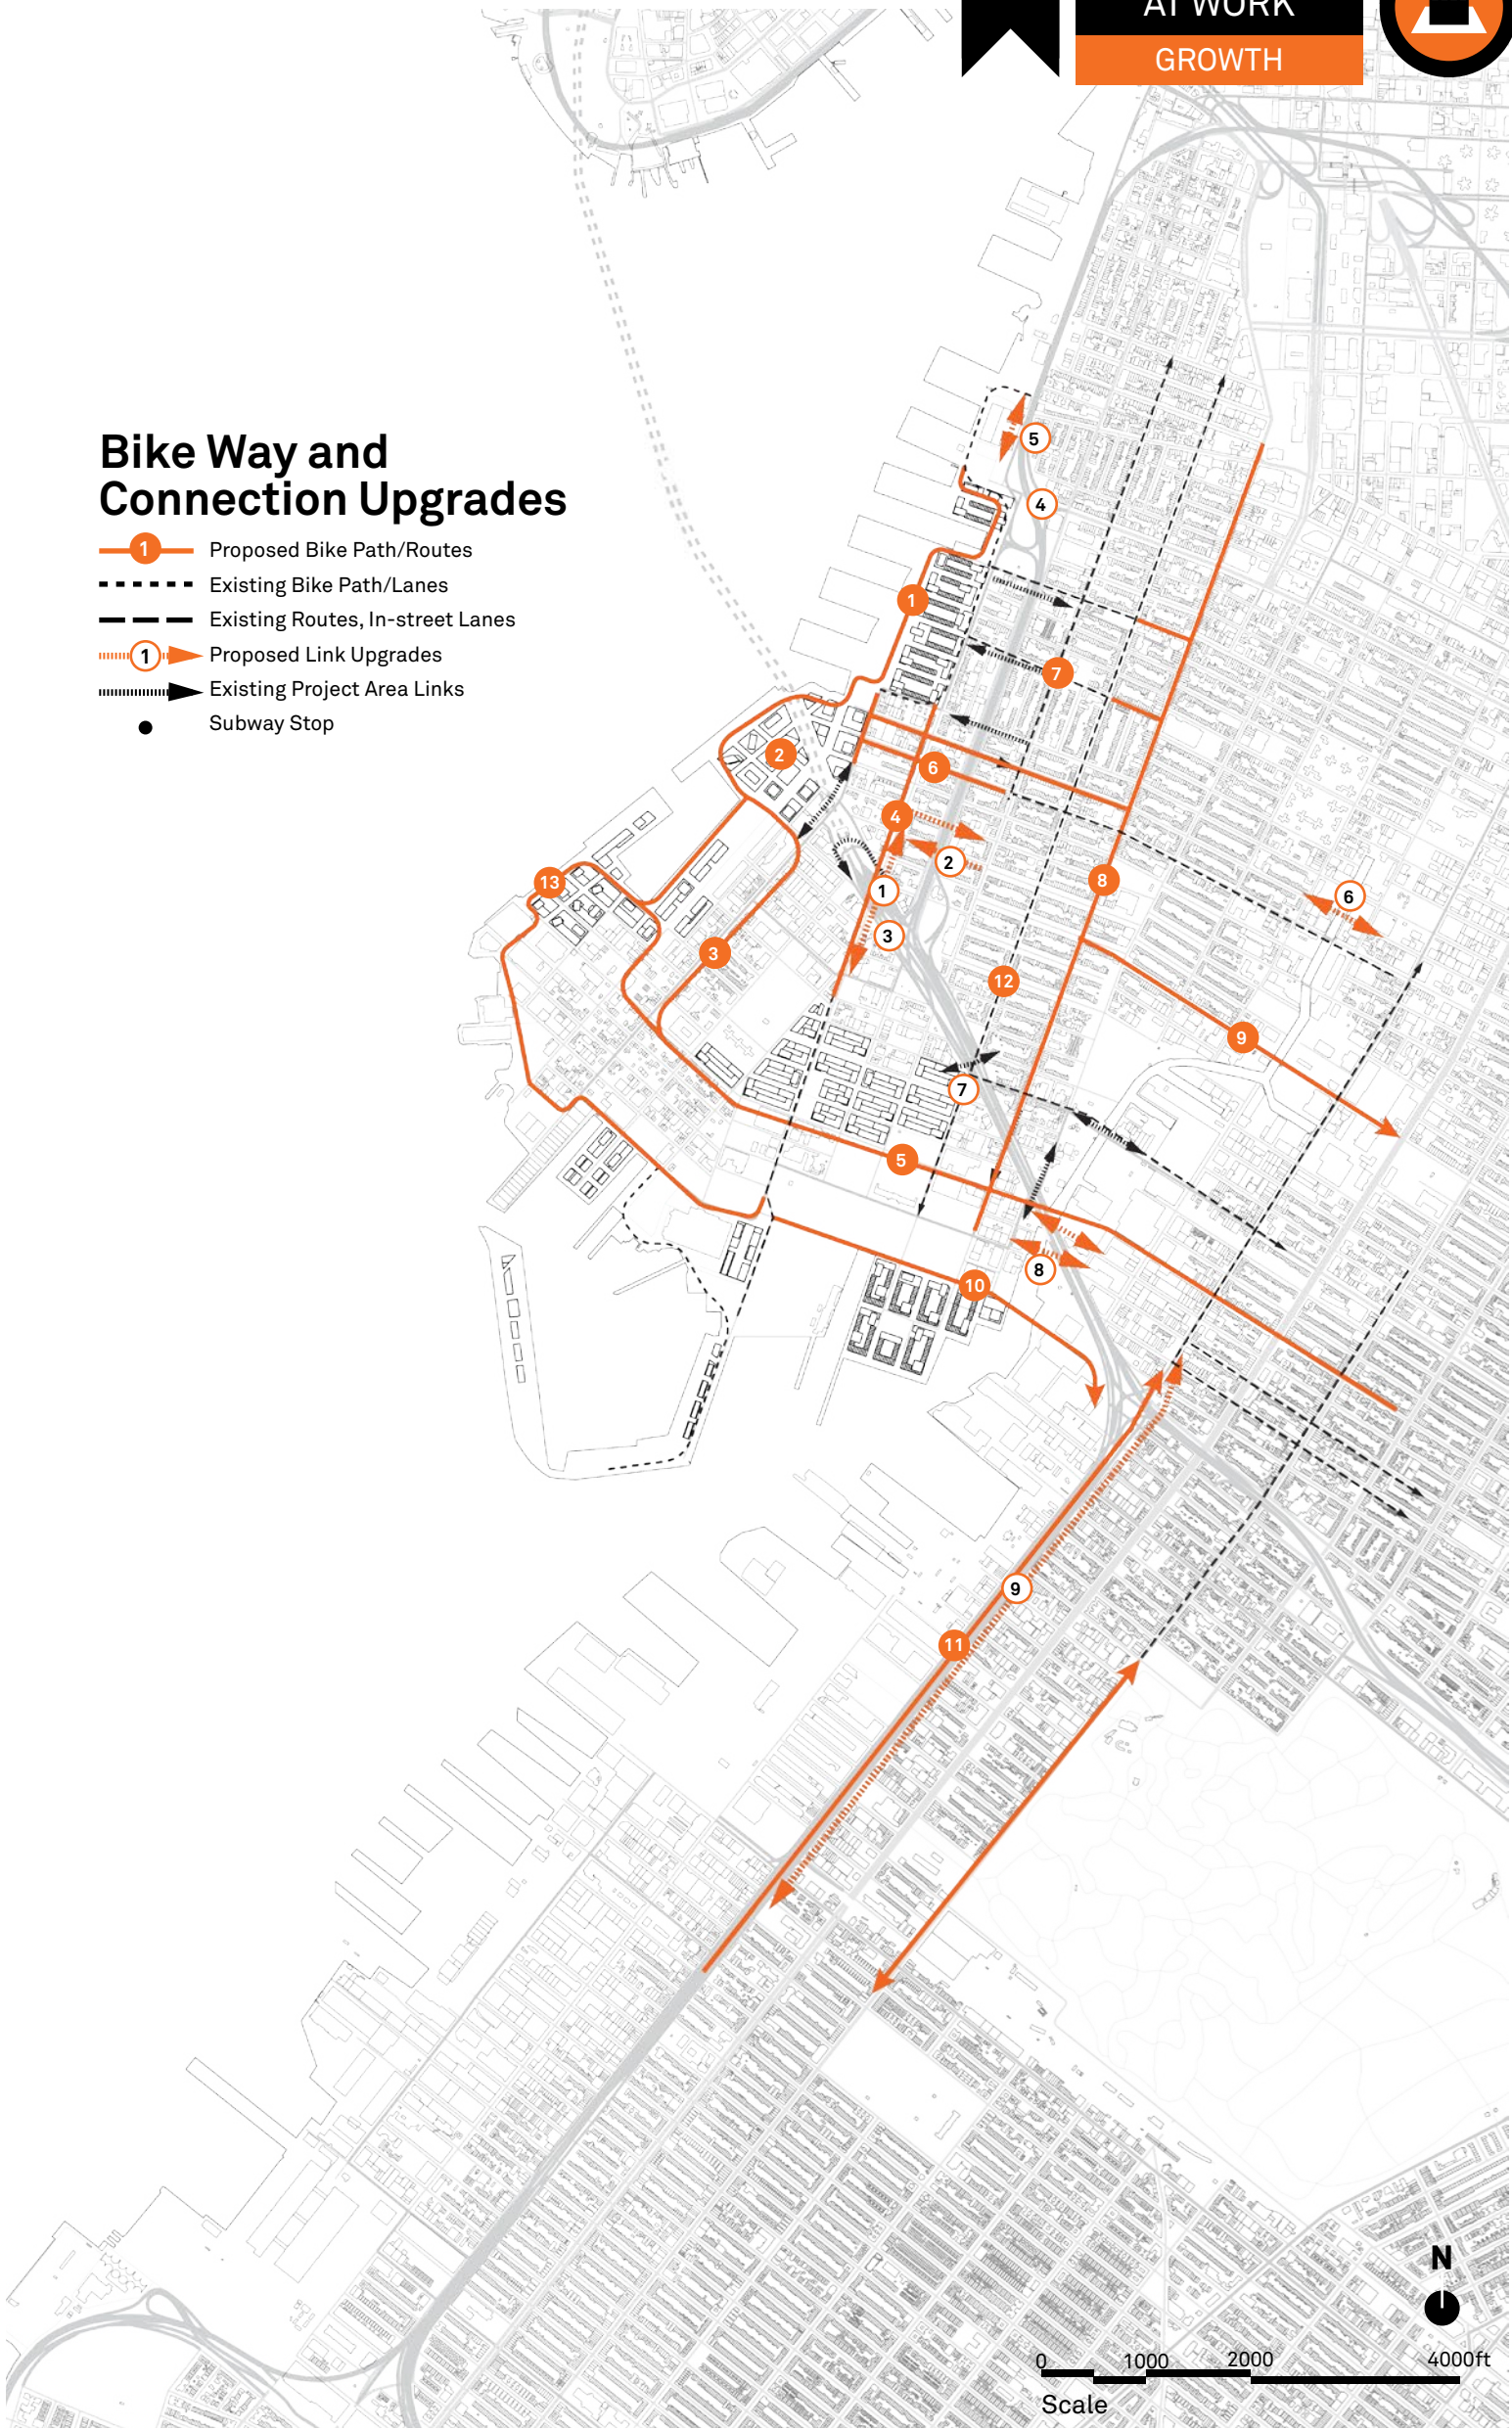 AT WORK
GROWTH
Bike Way and
Connection Upgrades
1 Proposed Bike Path/Routes
Existing Bike Path/Lanes
Existing Routes, In-street Lanes
1 Proposed Link Upgrades
Existing Project Area Links
Subway Stop
5
4
1
7
2
6
4
2
13
8
1
6
3
3
12
9
7
5
8
10
9
11
N
0 1000 2000 4000ft
Scale